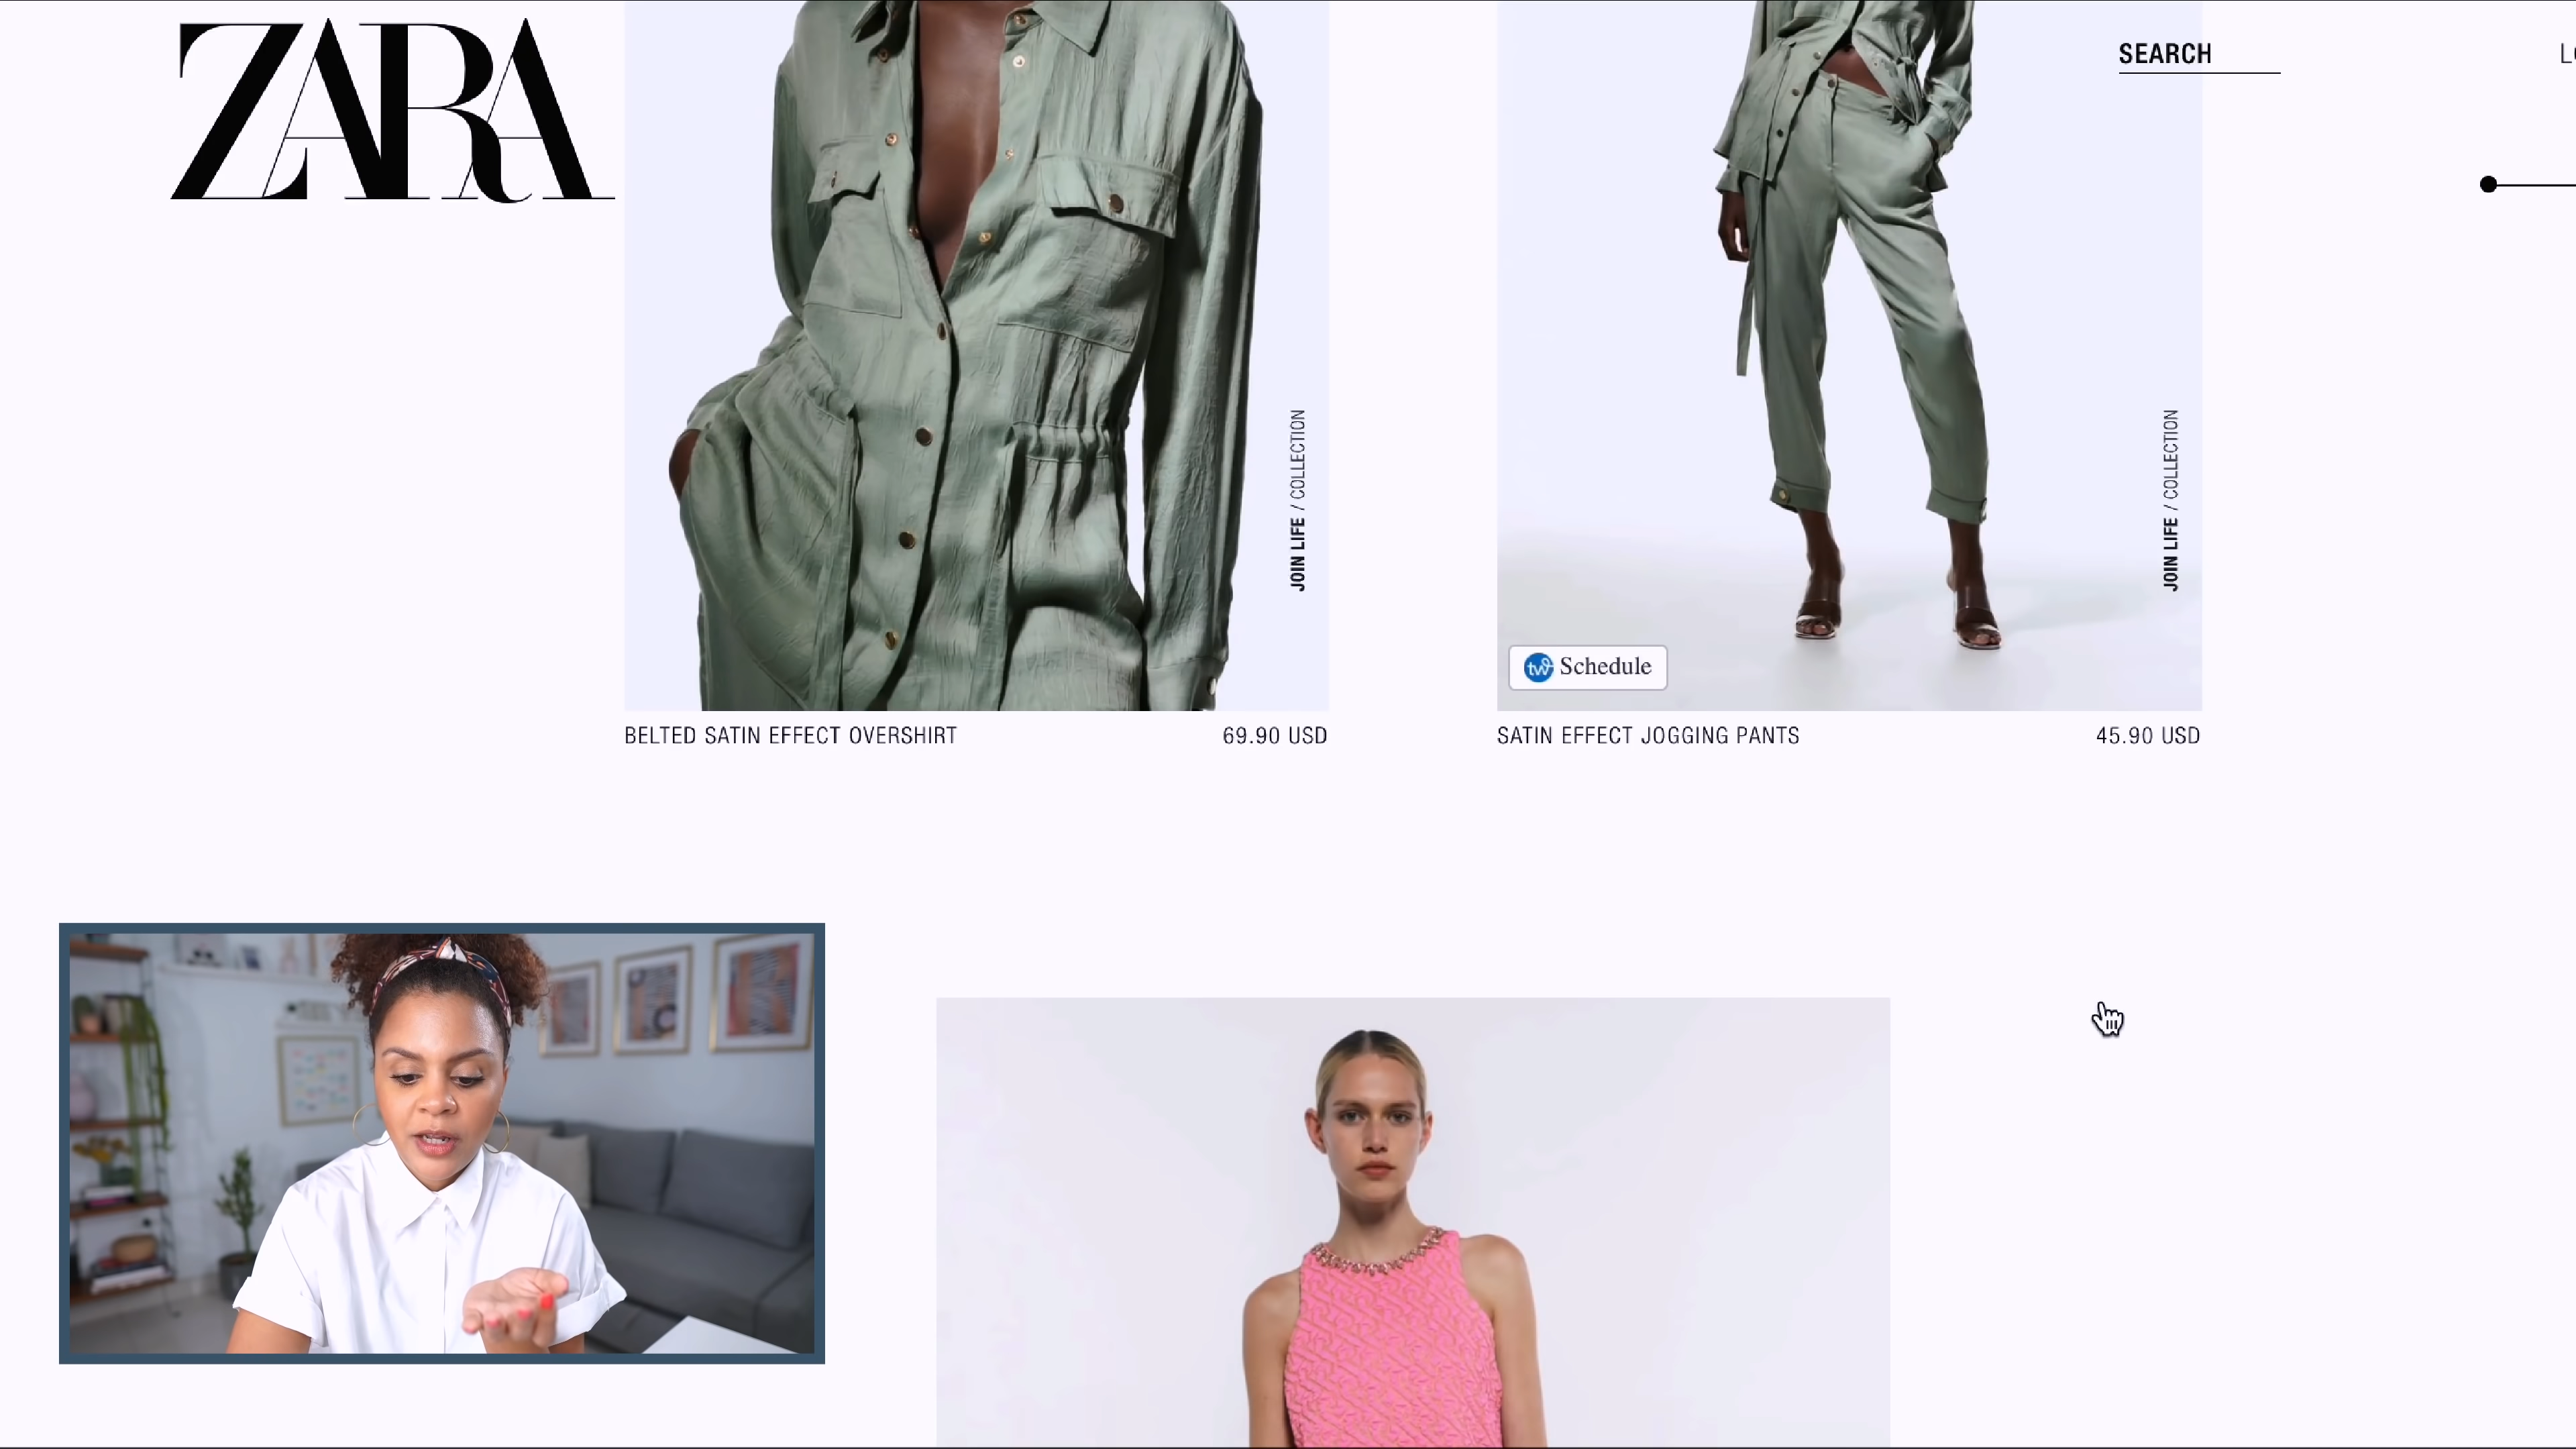 ZARA
SEARCH
JOIN LIFE / COLLECTION
JOIN LIFE / COLLECTION
tw Schedule
BELTED SATIN EFFECT OVERSHIRT 69.90 USD
SATIN EFFECT JOGGING PANTS 45.90 USD